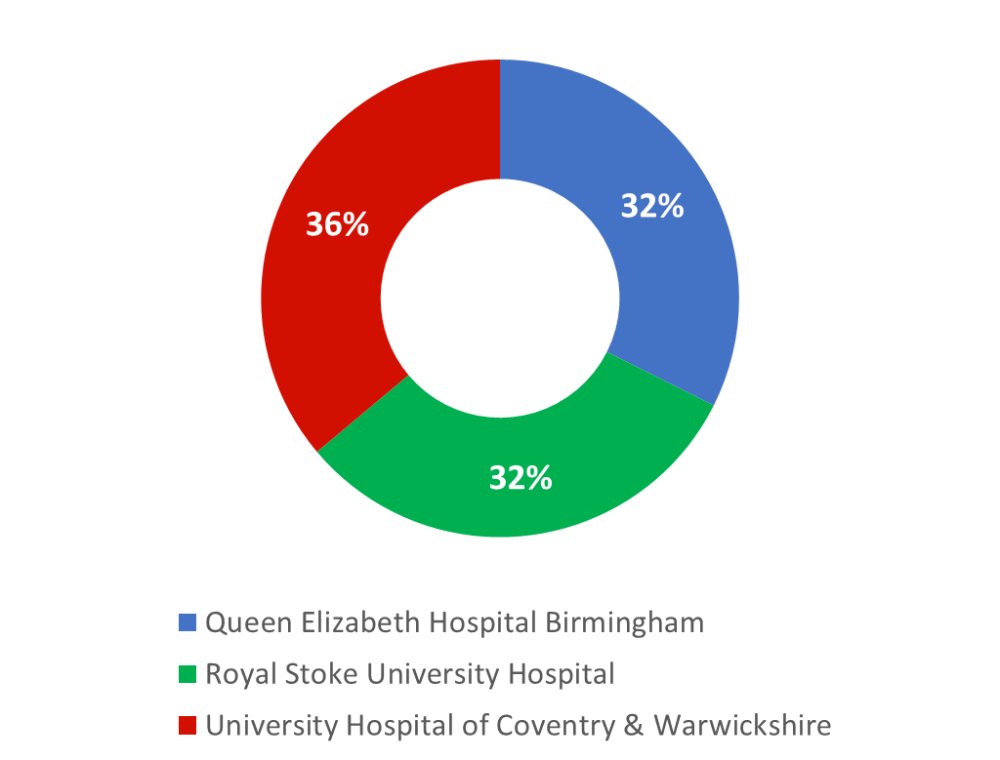 32%
36%
32%
Queen Elizabeth Hospital Birmingham
Royal Stoke University Hospital
University Hospital of Coventry & Warwickshire